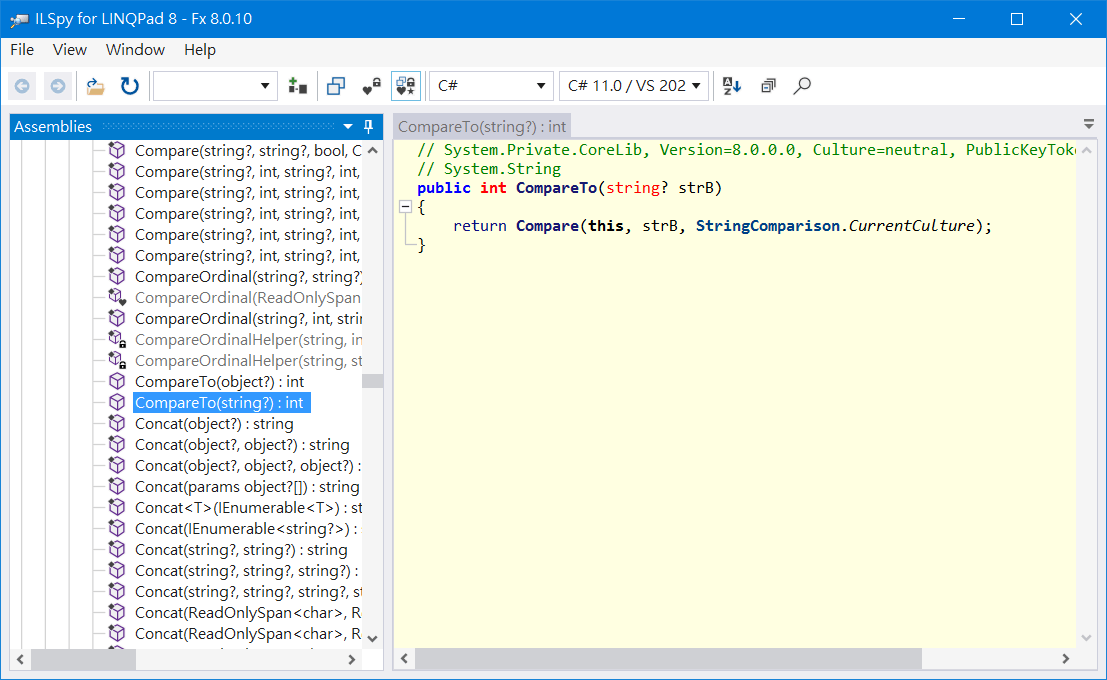 ILSpy for LINQPad 8 - Fx 8.0.10
File View Window Help
C# C# 11.0 / VS 202
Assemblies
Compare(string?, string?, bool, C
Compare(string?, int, string?, int,
Compare(string?, int, string?, int,
Compare(string?, int, string?, int,
Compare(string?, int, string?, int,
Compare(string?, int, string?, int,
CompareOrdinal(string?, string?)
CompareOrdinal(ReadOnlySpan
CompareOrdinal(string?, int, strin
CompareOrdinalHelper(string, in
CompareOrdinalHelper(string, st
CompareTo(object?) : int
CompareTo(string?) : int
Concat(object?) : string
Concat(object?, object?) : string
Concat(object?, object?, object?) :
Concat(params object?[]) : string
Concat<T>(IEnumerable<T>) : st
Concat(IEnumerable<string?>) :
Concat(string?, string?) : string
Concat(string?, string?, string?) :
Concat(string?, string?, string?, st
Concat(ReadOnlySpan<char>, R
Concat(ReadOnlySpan<char>, R
CompareTo(string?) : int
// System.Private.CoreLib, Version=8.0.0.0, Culture=neutral, PublicKeyToke
// System.String
public int CompareTo(string? strB)
{
return Compare(this, strB, StringComparison.CurrentCulture);
}